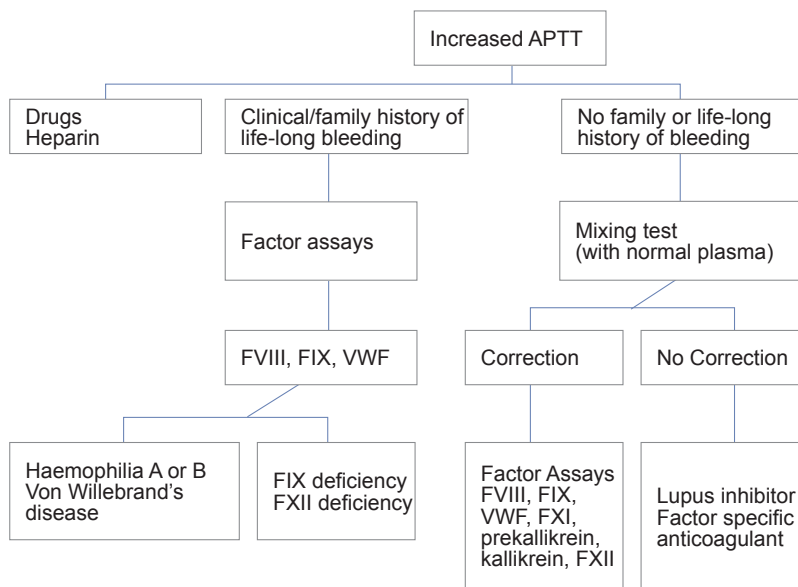 Increased APTT
Drugs
Heparin
Clinical/family history of
life-long bleeding
No family or life-long
history of bleeding
Factor assays
Mixing test
(with normal plasma)
FVIII, FIX, VWF
Correction
No Correction
Haemophilia A or B
Von Willebrand's
disease
FIX deficiency
FXII deficiency
Factor Assays
FVIII, FIX,
VWF, FXI,
prekallikrein,
kallikrein, FXII
Lupus inhibitor
Factor specific
anticoagulant